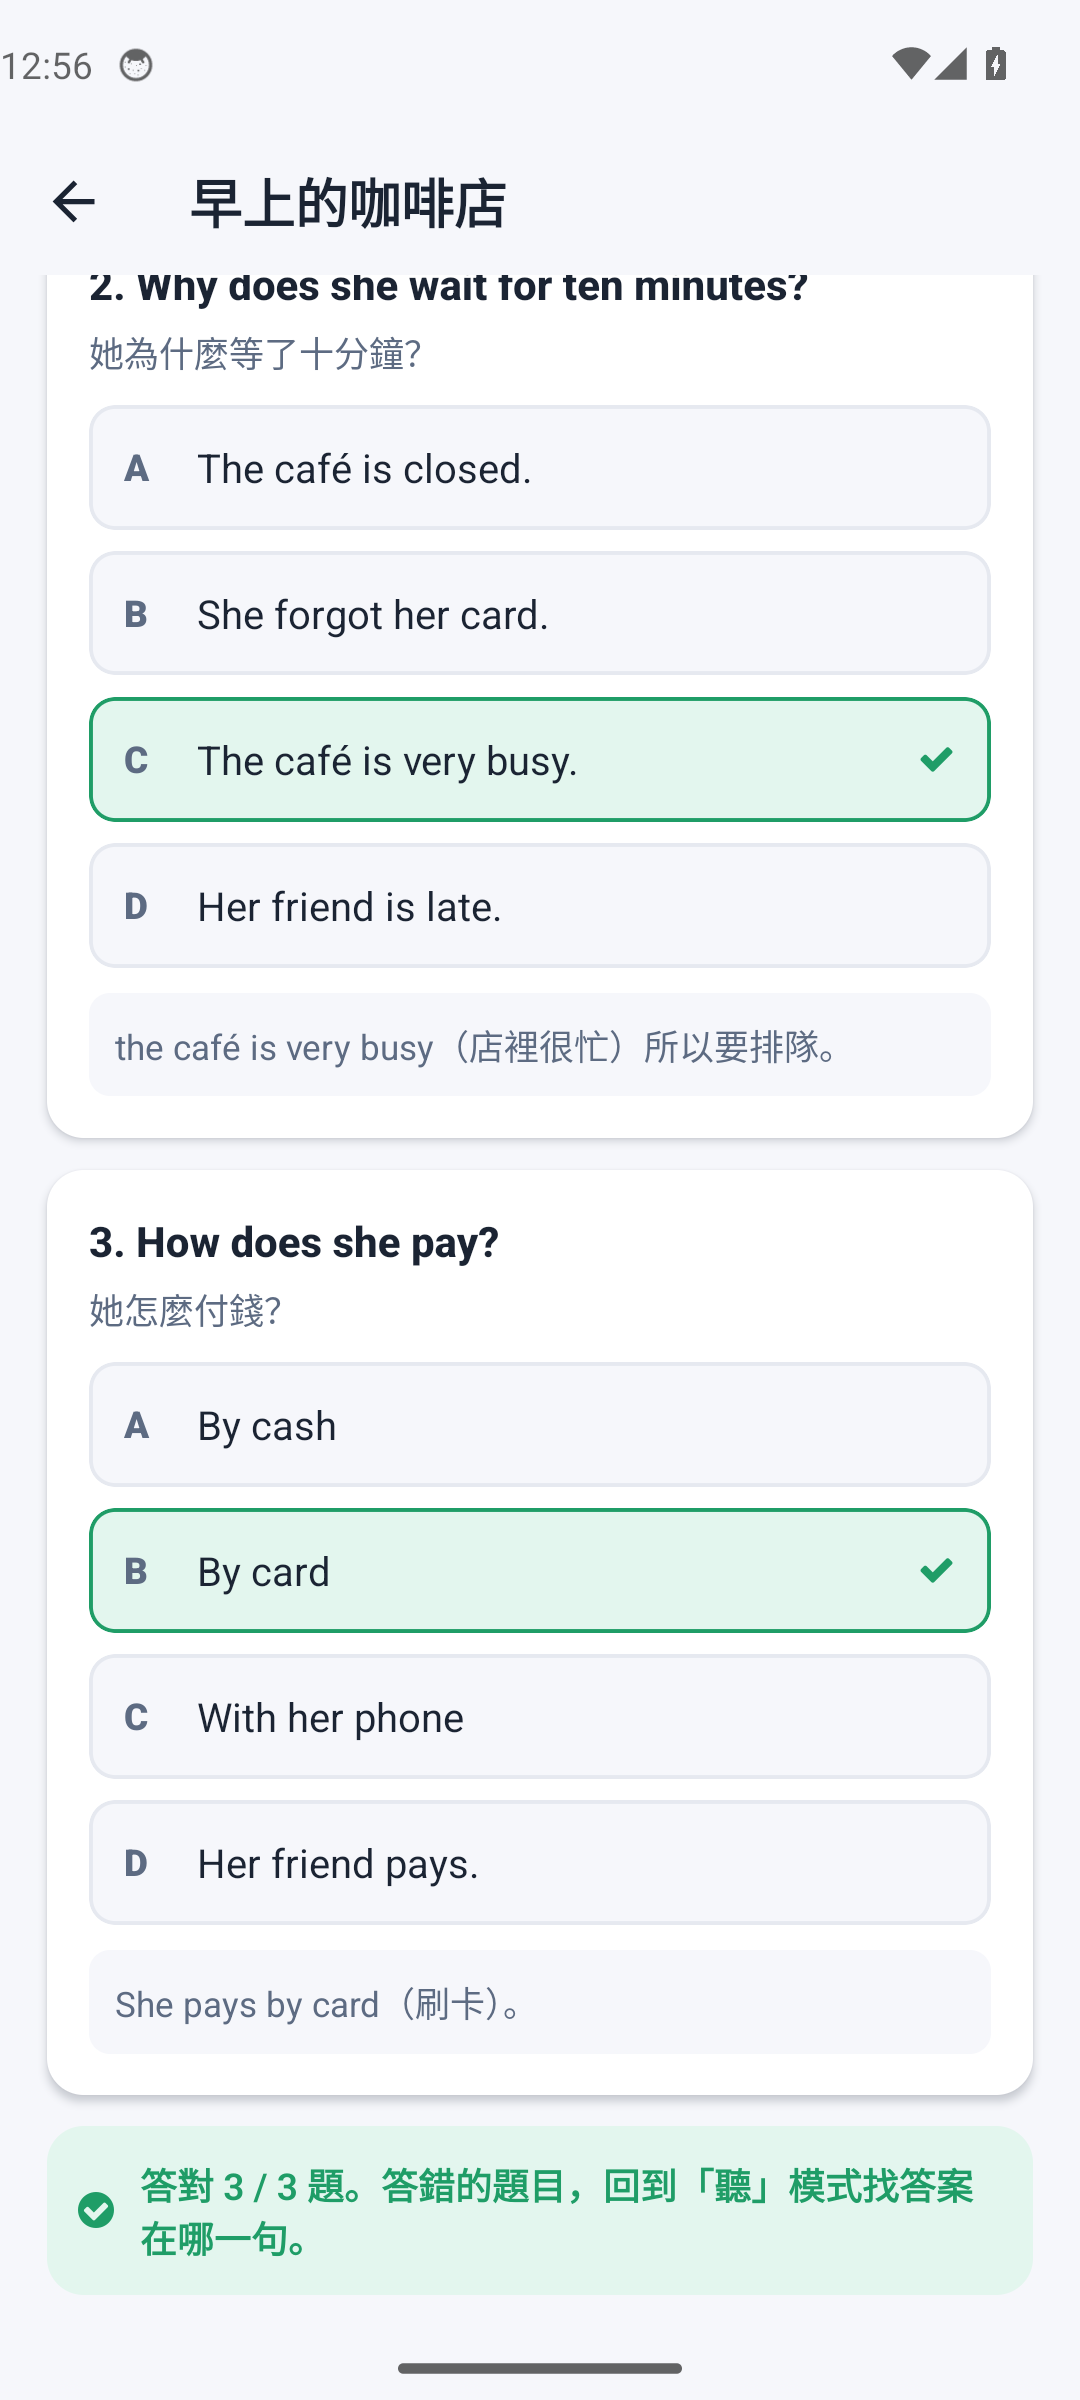 12:56
早上的咖啡店
2. Why does she wait for ten minutes?
她為什麼等了十分鐘?
A The café is closed.
B She forgot her card.
C The café is very busy.
D Her friend is late.
the café is very busy（店裡很忙）所以要排隊。
3. How does she pay?
她怎麼付錢?
A By cash
B By card
C With her phone
D Her friend pays.
She pays by card（刷卡）。
答對 3 / 3 題。答錯的題目，回到「聽」模式找答案
在哪一句。